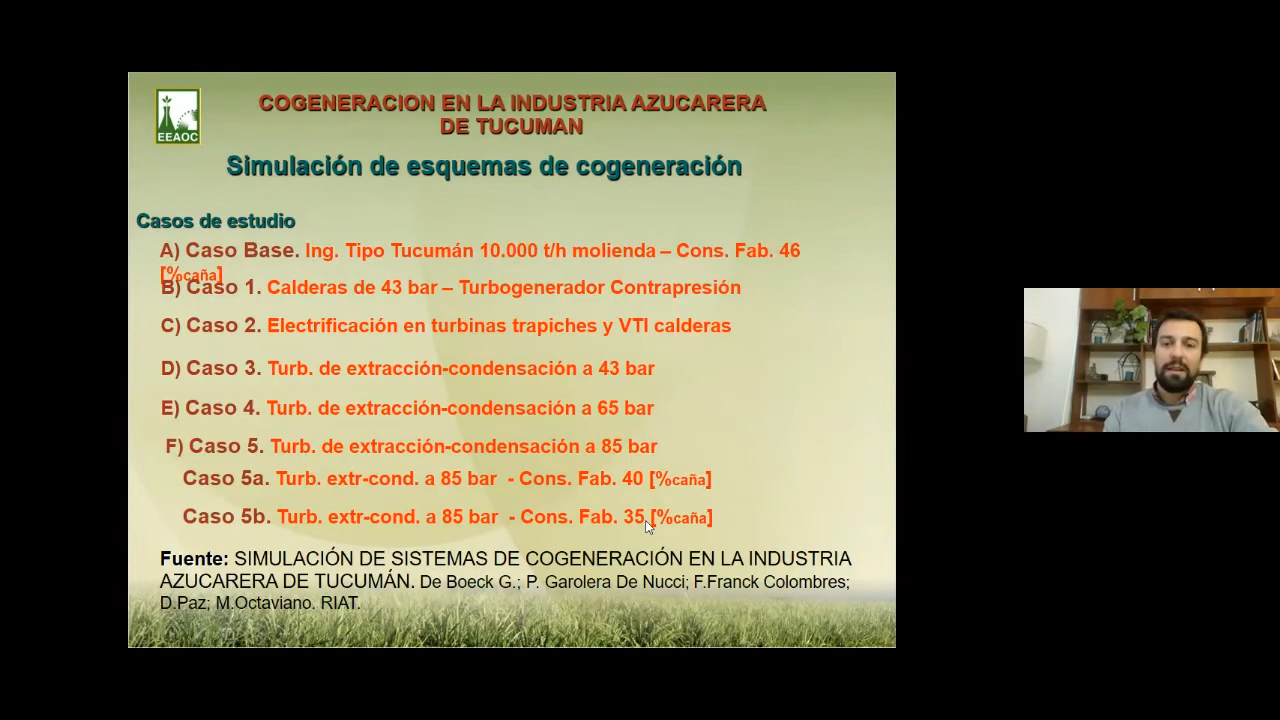 EEAOC
COGENERACION EN LA INDUSTRIA AZUCARERA
DE TUCUMAN
Simulación de esquemas de cogeneración
Casos de estudio
A) Caso Base. Ing. Tipo Tucumán 10.000 t/h molienda – Cons. Fab. 46
[%caña]
B) Caso 1. Calderas de 43 bar – Turbogenerador Contrapresión
C) Caso 2. Electrificación en turbinas trapiches y VTI calderas
D) Caso 3. Turb. de extracción-condensación a 43 bar
E) Caso 4. Turb. de extracción-condensación a 65 bar
F) Caso 5. Turb. de extracción-condensación a 85 bar
Caso 5a. Turb. extr-cond. a 85 bar - Cons. Fab. 40 [%caña]
Caso 5b. Turb. extr-cond. a 85 bar - Cons. Fab. 35 [%caña]
Fuente: SIMULACIÓN DE SISTEMAS DE COGENERACIÓN EN LA INDUSTRIA
AZUCARERA DE TUCUMÁN. De Boeck G.; P. Garolera De Nucci; F.Franck Colombres;
D.Paz; M.Octaviano. RIAT.